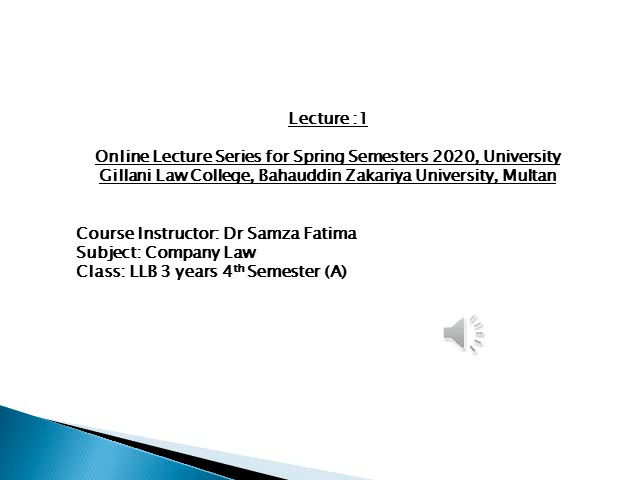 Lecture :1
Online Lecture Series for Spring Semesters 2020, University
Gillani Law College, Bahauddin Zakariya University, Multan
Course Instructor: Dr Samza Fatima
Subject: Company Law
Class: LLB 3 years 4th Semester (A)